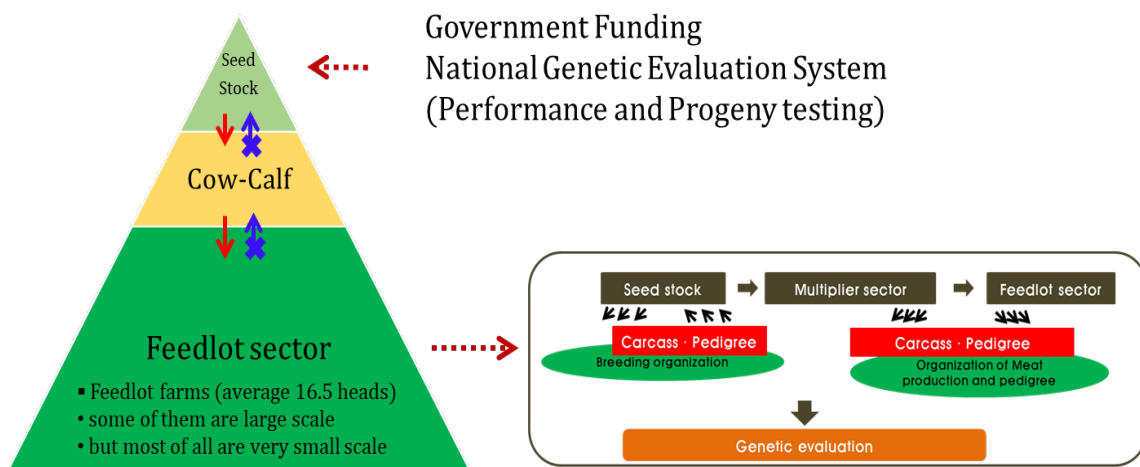 Government Funding
National Genetic Evaluation System
(Performance and Progeny testing)
Seed
Stock
Cow-Calf
Feedlot sector
▪ Feedlot farms (average 16.5 heads)
• some of them are large scale
• but most of all are very small scale
Seed stock
Multiplier sector
Feedlot sector
Carcass · Pedigree
Breeding organization
Carcass · Pedigree
Organization of Meat
production and pedigree
Genetic evaluation